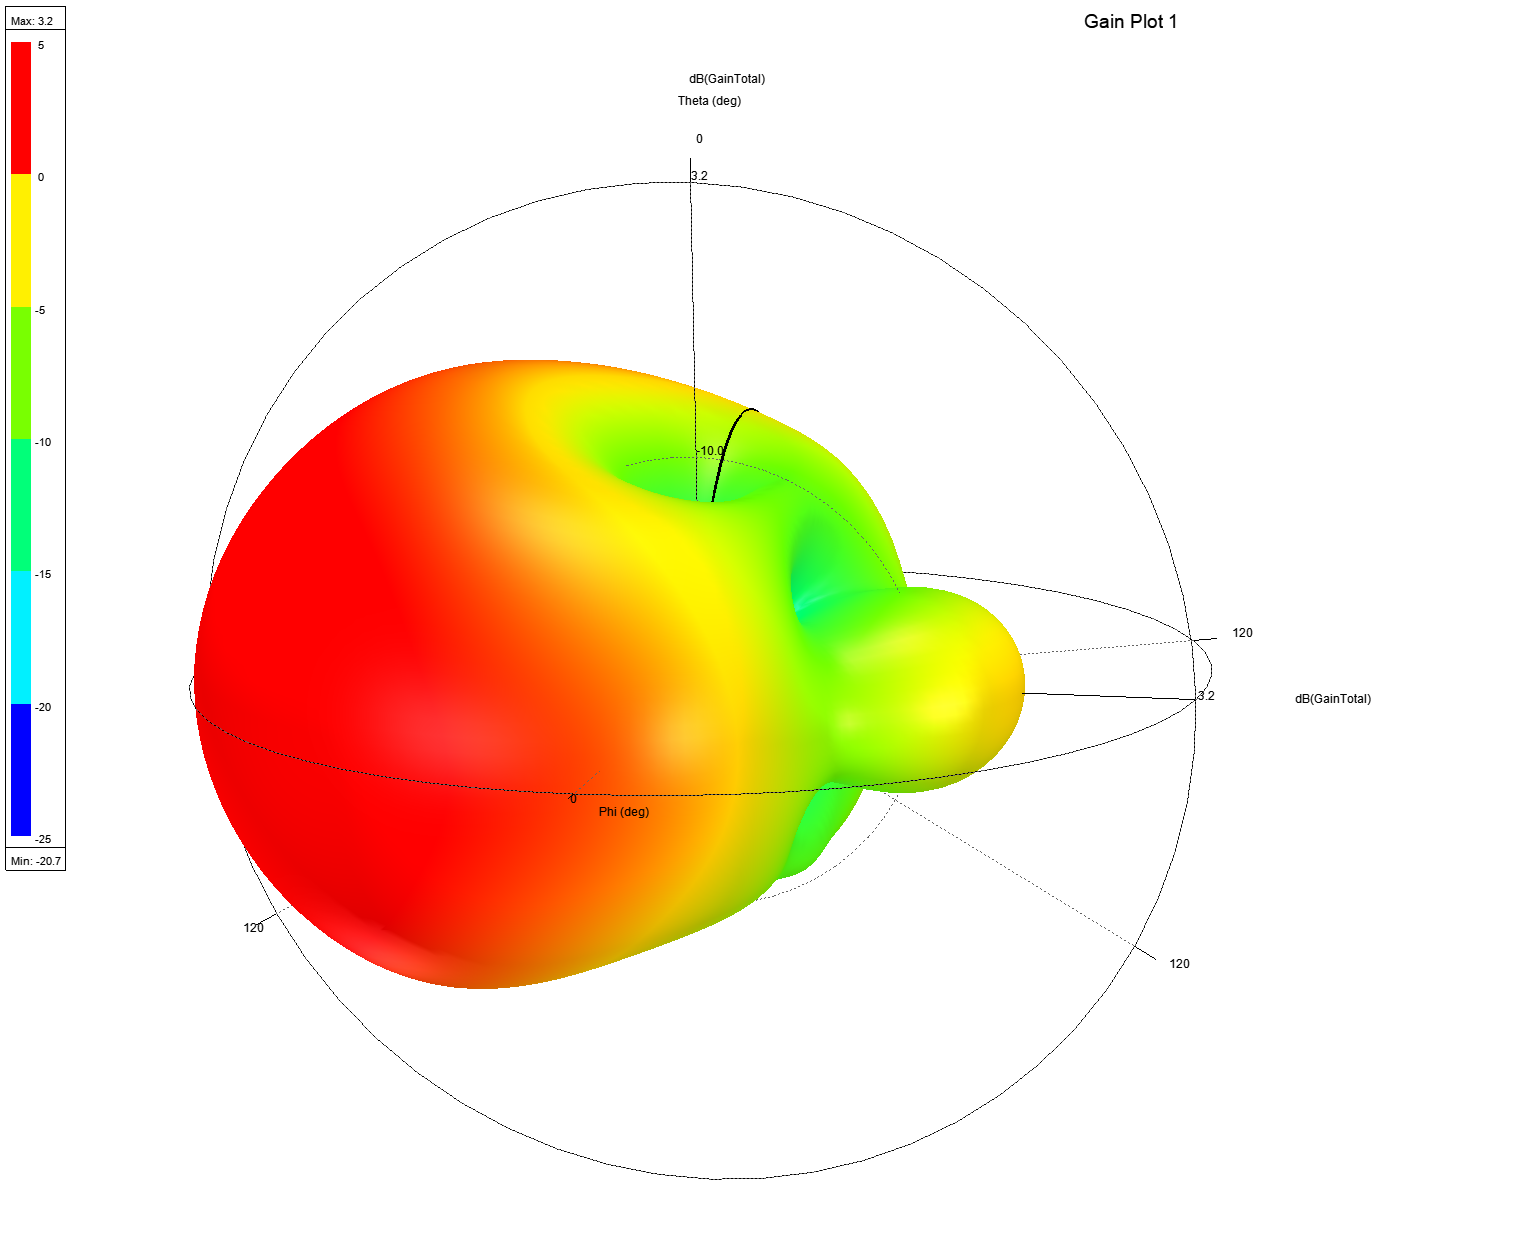 Gain Plot 1
Max: 3.2
5
0
-5
-10
-15
-20
-25
Min: -20.7
dB(GainTotal)
Theta (deg)
0
3.2
-10.0
120
3.2
dB(GainTotal)
0
Phi (deg)
120
120